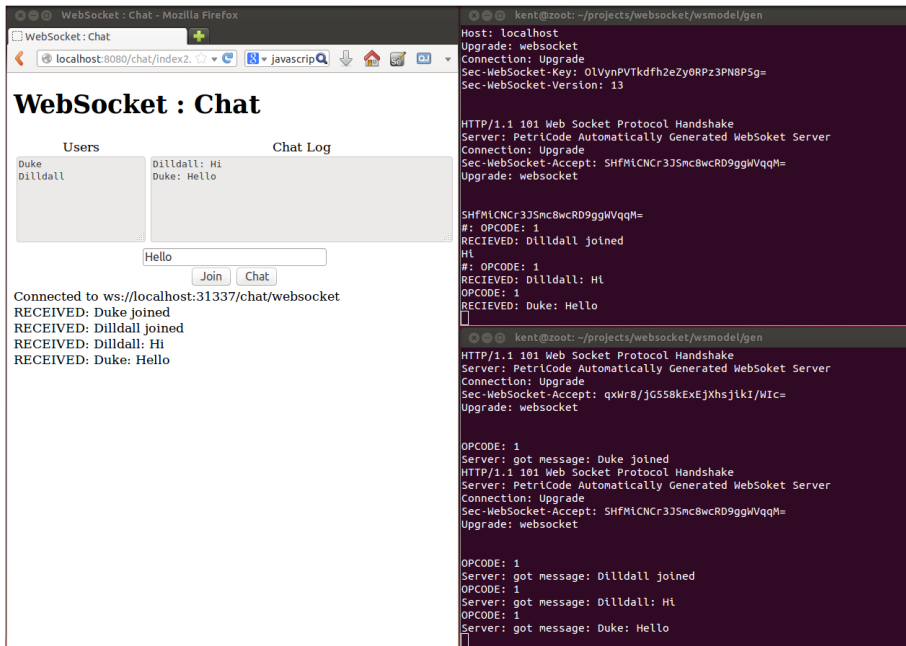 WebSocket : Chat - Mozilla Firefox
WebSocket : Chat
localhost:8080/chat/index2.
javascrip
WebSocket : Chat
Users
Chat Log
Duke
Dilldall
Dilldall: Hi
Duke: Hello
Hello
Join
Chat
Connected to ws://localhost:31337/chat/websocket
RECEIVED: Duke joined
RECEIVED: Dilldall joined
RECEIVED: Dilldall: Hi
RECEIVED: Duke: Hello
kent@zoot: ~/projects/websocket/wsmodel/gen
Host: localhost
Upgrade: websocket
Connection: Upgrade
Sec-WebSocket-Key: OlVynPVTkdfh2eZy0RPz3PN8P5g=
Sec-WebSocket-Version: 13
HTTP/1.1 101 Web Socket Protocol Handshake
Server: PetriCode Automatically Generated WebSoket Server
Connection: Upgrade
Sec-WebSocket-Accept: SHfMiCNCr3JSmc8wcRD9ggWVqqM=
Upgrade: websocket
SHfMiCNCr3JSmc8wcRD9ggWVqqM=
#: OPCODE: 1
RECIEVED: Dilldall joined
Hi
#: OPCODE: 1
RECIEVED: Dilldall: Hi
OPCODE: 1
RECIEVED: Duke: Hello
kent@zoot: ~/projects/websocket/wsmodel/gen
HTTP/1.1 101 Web Socket Protocol Handshake
Server: PetriCode Automatically Generated WebSoket Server
Connection: Upgrade
Sec-WebSocket-Accept: qxWr8/jG558kExEjXhsjikI/WIc=
Upgrade: websocket
OPCODE: 1
Server: got message: Duke joined
HTTP/1.1 101 Web Socket Protocol Handshake
Server: PetriCode Automatically Generated WebSoket Server
Connection: Upgrade
Sec-WebSocket-Accept: SHfMiCNCr3JSmc8wcRD9ggWVqqM=
Upgrade: websocket
OPCODE: 1
Server: got message: Dilldall joined
OPCODE: 1
Server: got message: Dilldall: Hi
OPCODE: 1
Server: got message: Duke: Hello